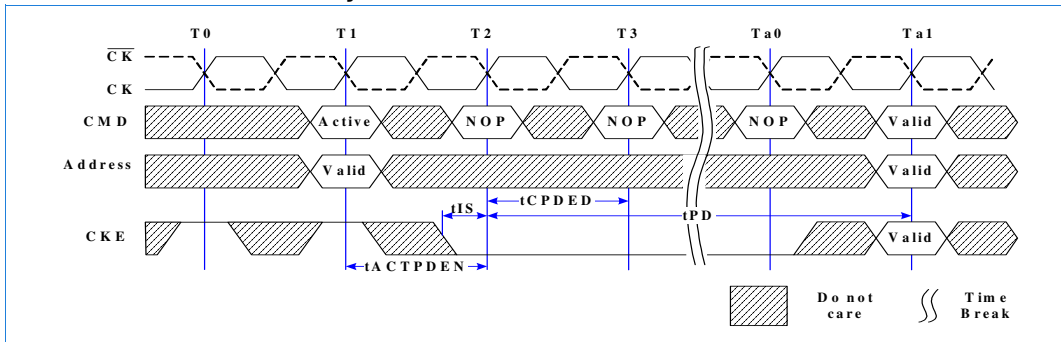 T0 T1 T2 T3 Ta0 Ta1
CK
CK
CMD Active NOP NOP NOP Valid
Address Valid Valid
tIS tCPDED tPD
CKE Valid
tACTPDEN
Do not care
Time Break